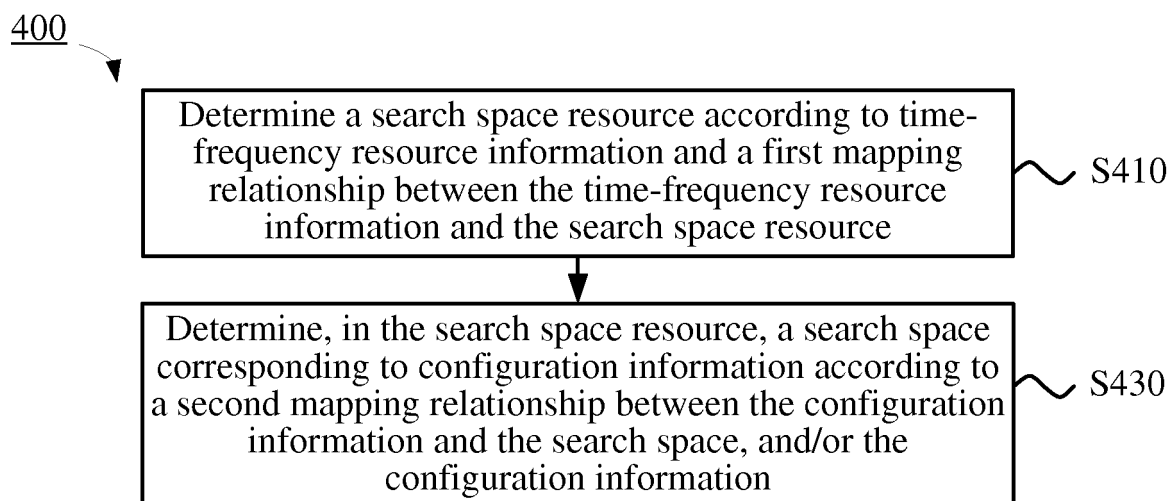 400
Determine a search space resource according to time-
frequency resource information and a first mapping
relationship between the time-frequency resource
information and the search space resource
S410
Determine, in the search space resource, a search space
corresponding to configuration information according to
a second mapping relationship between the configuration
information and the search space, and/or the
configuration information
S430